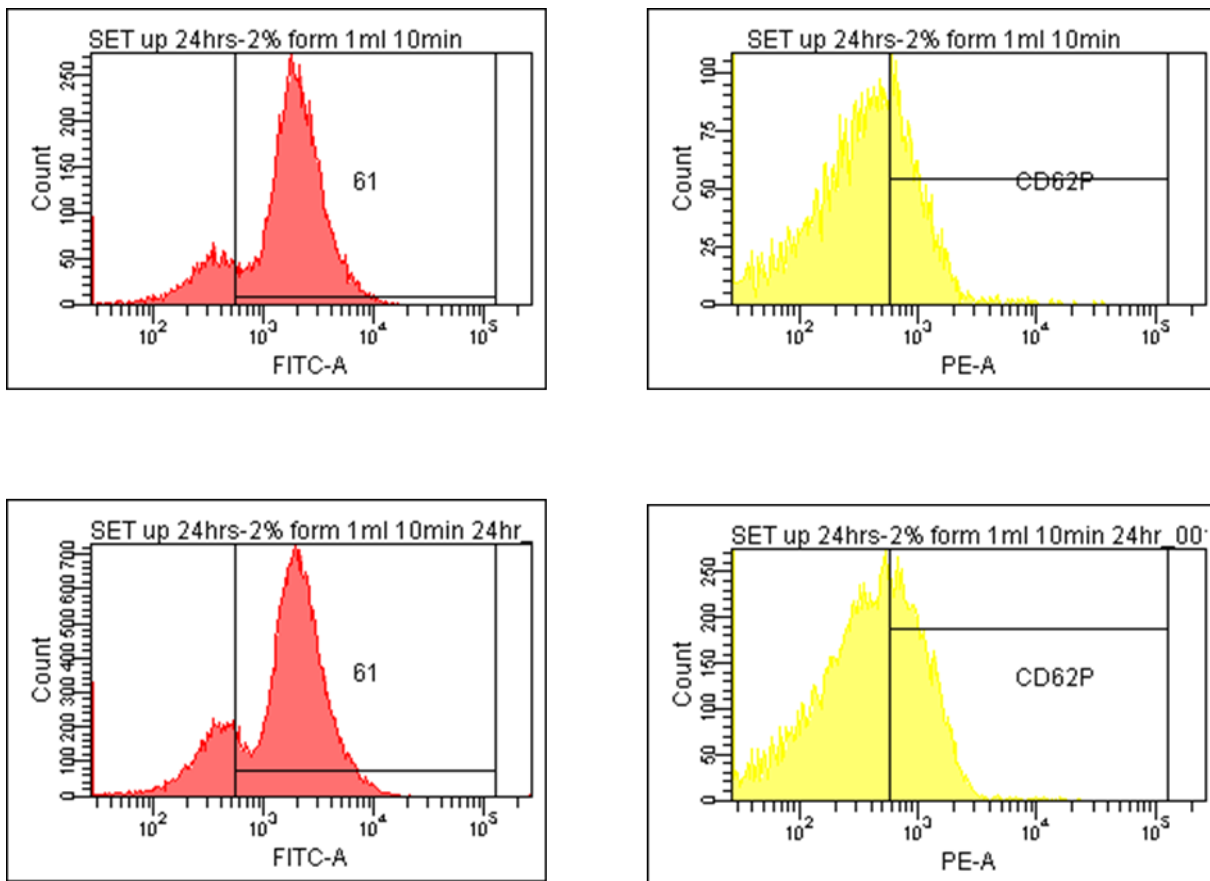 SET up 24hrs-2% form 1ml 10min
250
200
150
100
50
0
Count
61
10² 10³ 10⁴ 10⁵
FITC-A
SET up 24hrs-2% form 1ml 10min
100
75
50
25
0
Count
CD62P
10² 10³ 10⁴ 10⁵
PE-A
SET up 24hrs-2% form 1ml 10min 24hr_
700
600
500
400
300
200
100
0
Count
61
10² 10³ 10⁴ 10⁵
FITC-A
SET up 24hrs-2% form 1ml 10min 24hr_00
250
200
150
100
50
0
Count
CD62P
10² 10³ 10⁴ 10⁵
PE-A